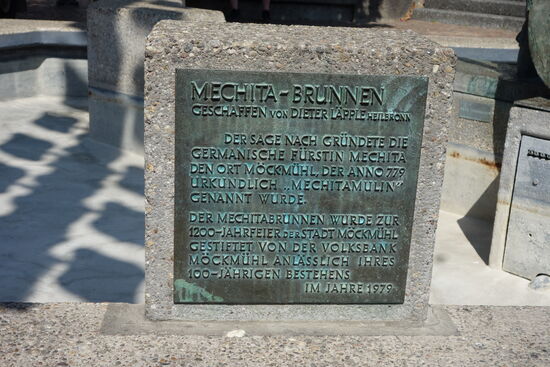 MECHITA-BRUNNEN
GESCHAFFEN VON DIETER LÄPPLE HEILBRONN
DER SAGE NACH GRÜNDETE DIE
GERMANISCHE FÜRSTIN MECHITA
DEN ORT MÖCKMÜHL, DER ANNO 779
URKUNDLICH „MECHITAMULIN"
GENANNT WURDE.
DER MECHITABRUNNEN WURDE ZUR
1200-JAHRFEIER DER STADT MÖCKMÜHL
GESTIFTET VON DER VOLKSBANK
MÖCKMÜHL ANLÄSSLICH IHRES
100-JÄHRIGEN BESTEHENS
IM JAHRE 1979